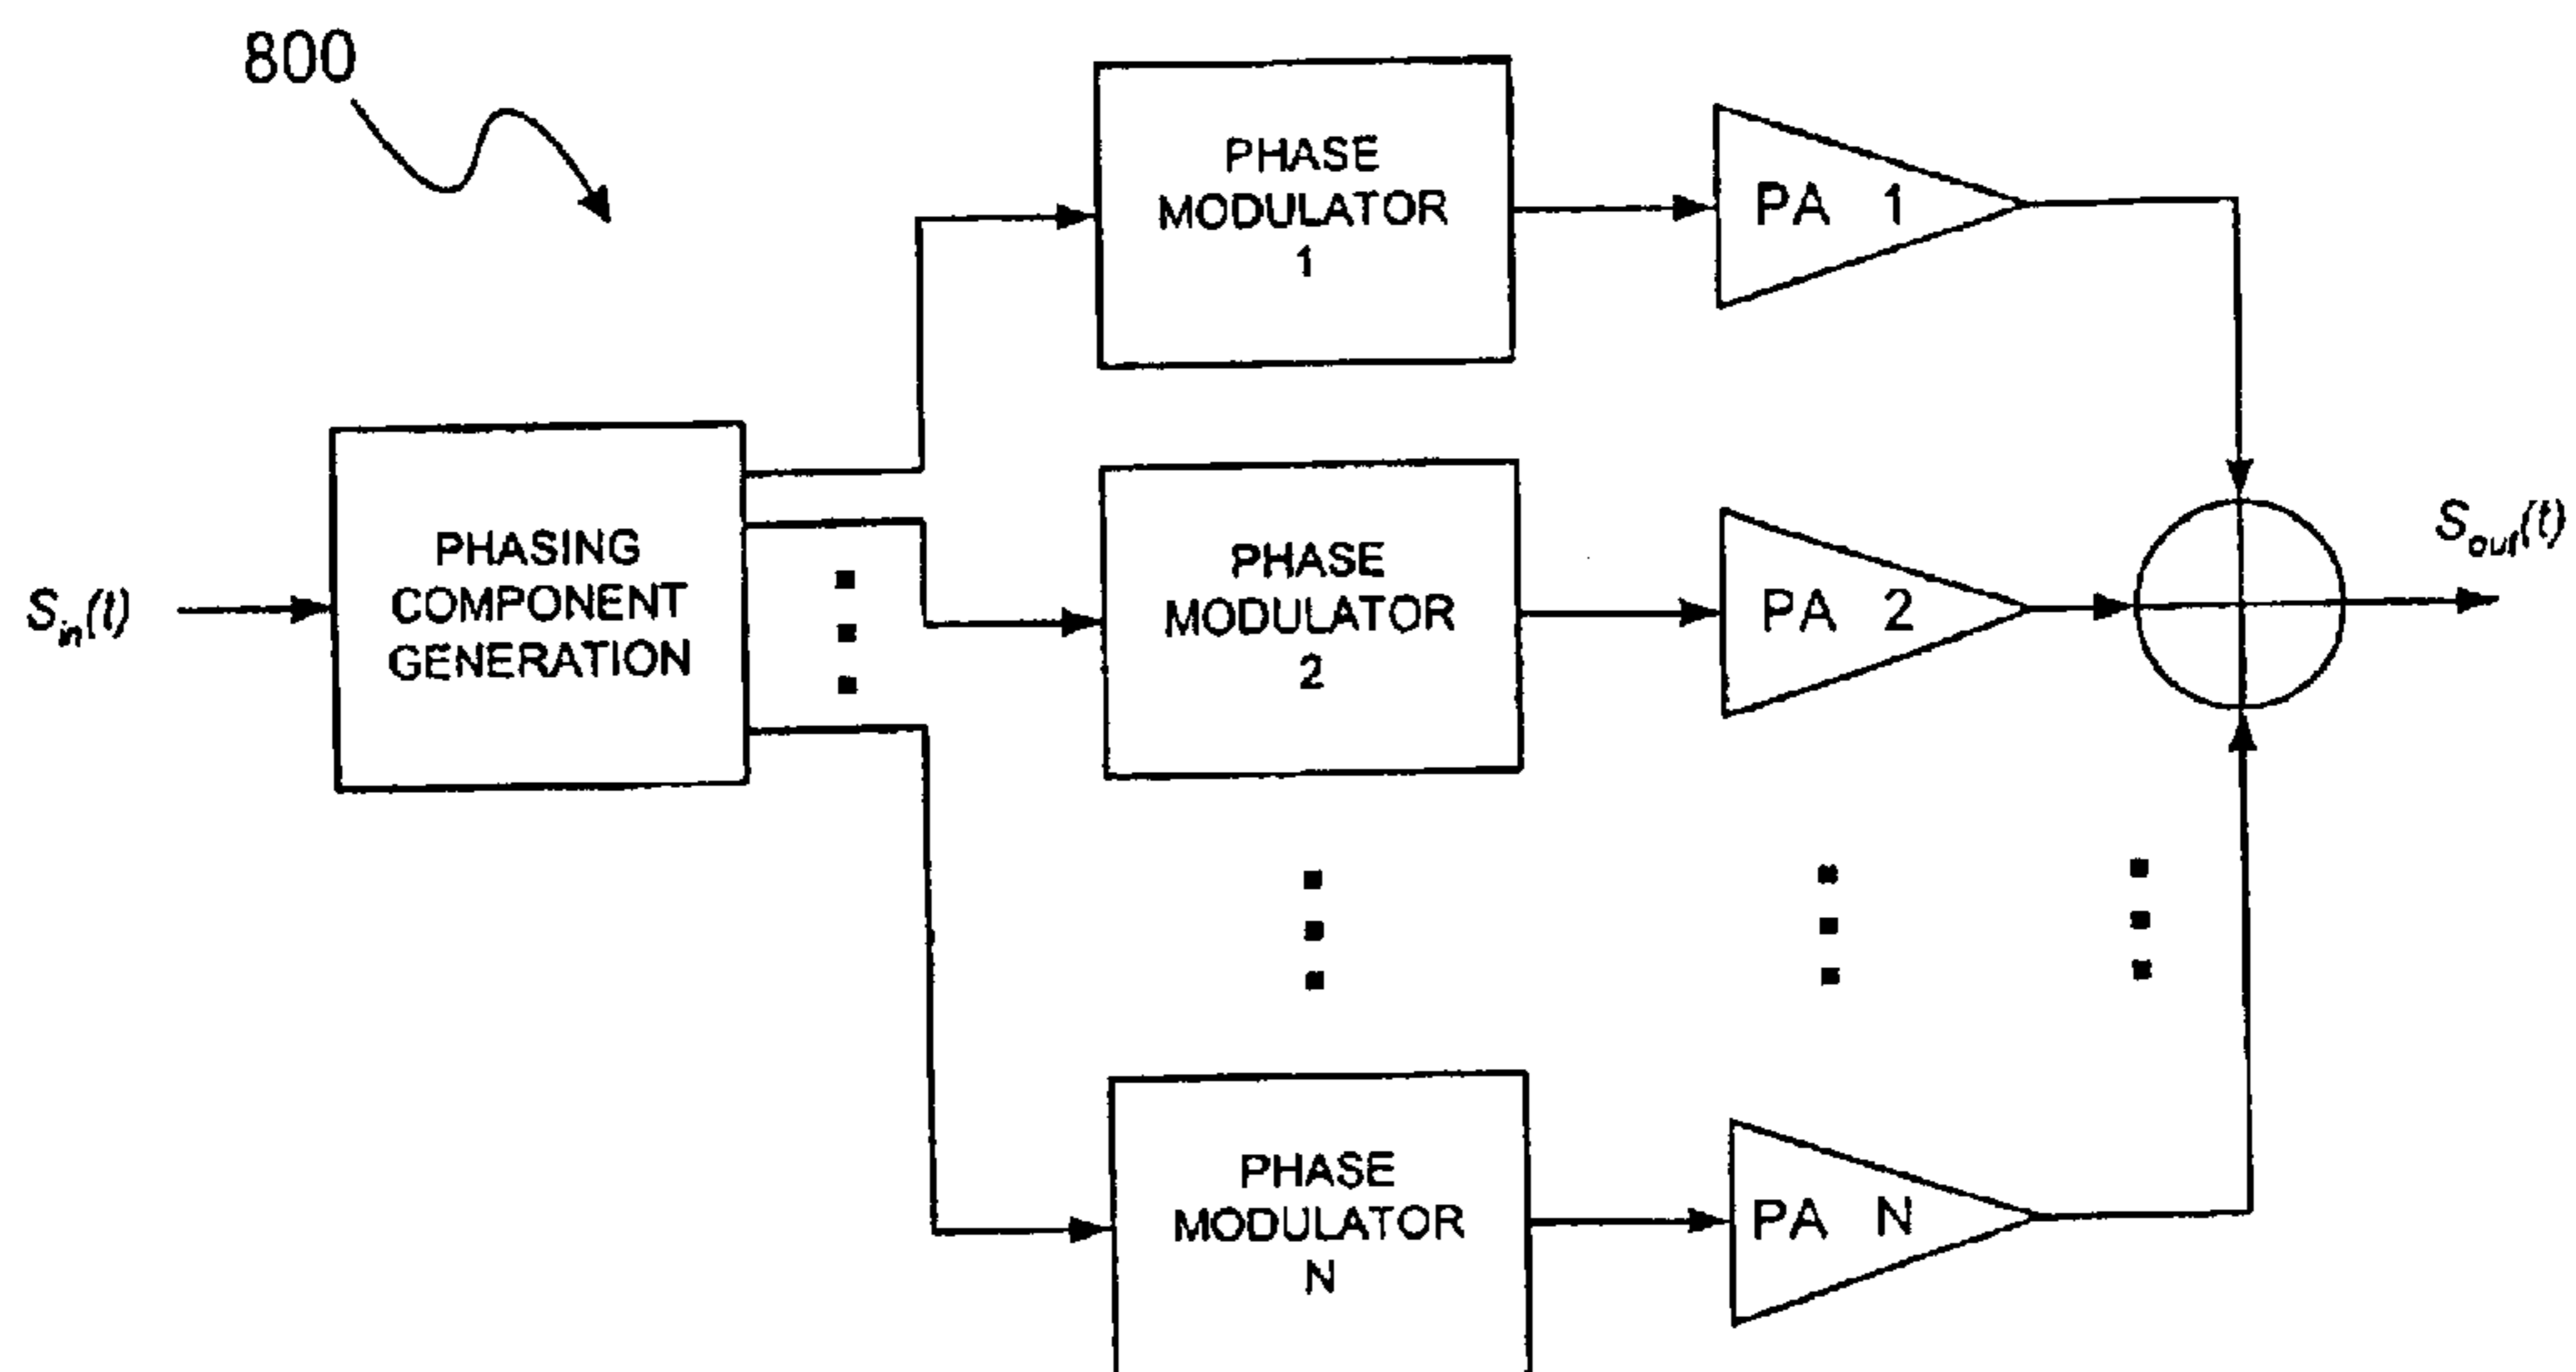 800
PHASE
MODULATOR
1
PA 1
PHASING
COMPONENT
GENERATION
S_in(t)
PHASE
MODULATOR
2
PA 2
S_out(t)
PHASE
MODULATOR
N
PA N